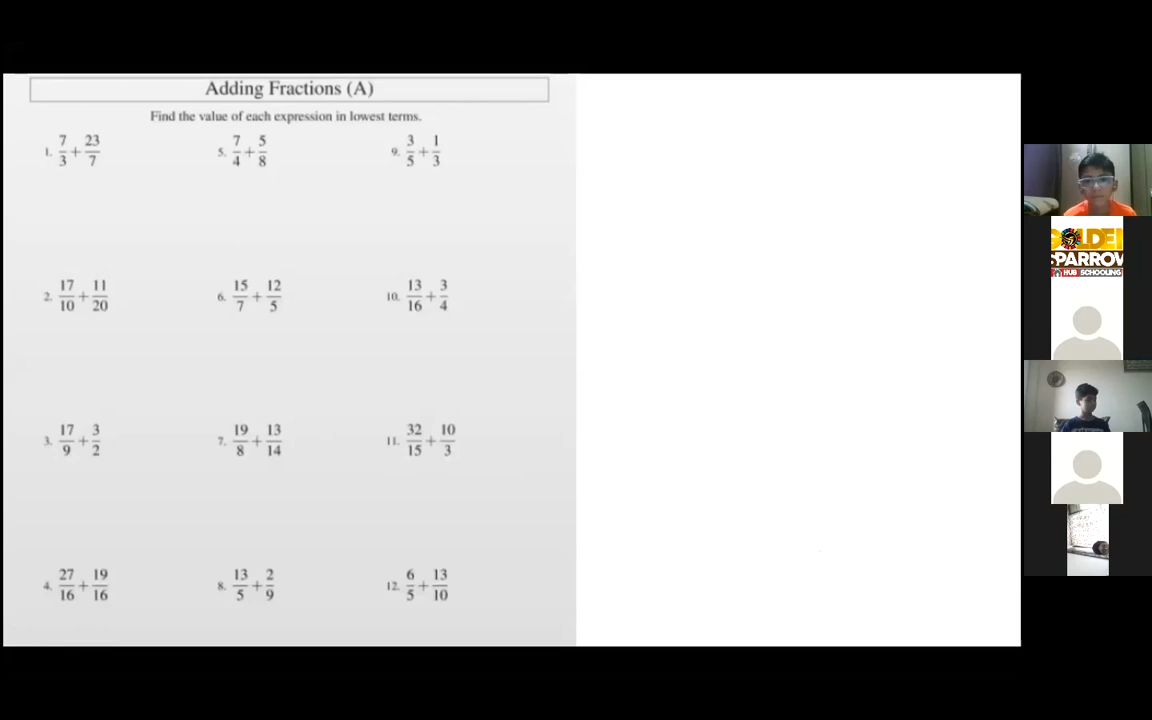 Adding Fractions (A)
Find the value of each expression in lowest terms.
1. 7/3 + 23/7
5. 7/4 + 5/8
9. 3/5 + 1/3
2. 17/10 + 11/20
6. 15/7 + 12/5
10. 13/16 + 3/4
3. 17/9 + 3/2
7. 19/8 + 13/14
11. 32/15 + 10/3
4. 27/16 + 19/16
8. 13/5 + 2/9
12. 6/5 + 13/10
GOLDEN
SPARROW
HUB SCHOOLING